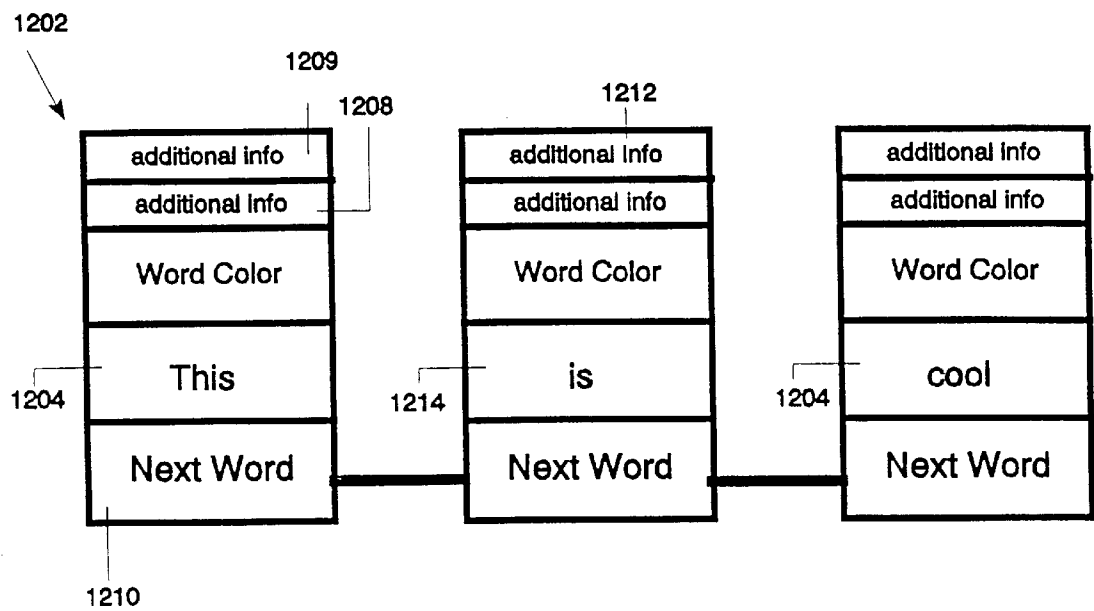 1202
1209
1208
1212
additional info
additional info
Word Color
This
1204
Next Word
1210
additional info
additional info
Word Color
is
1214
Next Word
additional info
additional info
Word Color
cool
1204
Next Word